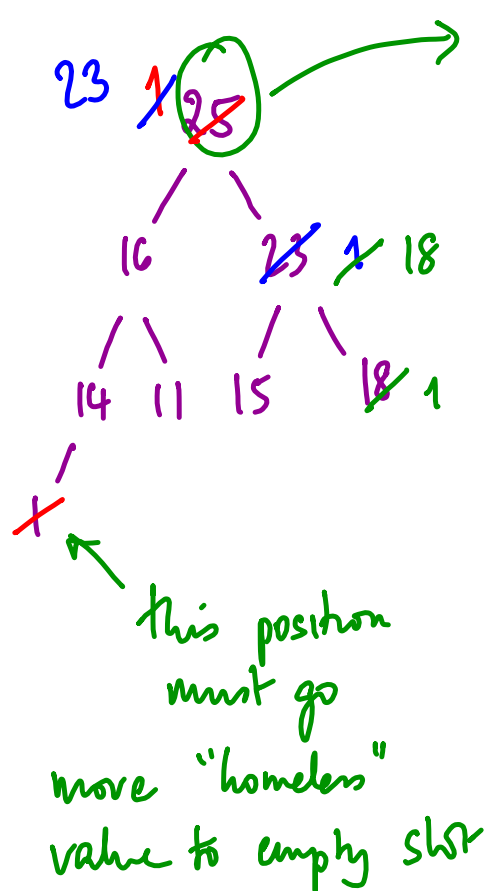 23 1 25
16 23 1 18
14 11 15 18 1
1
this position
must go
move "homeless"
value to empty slot